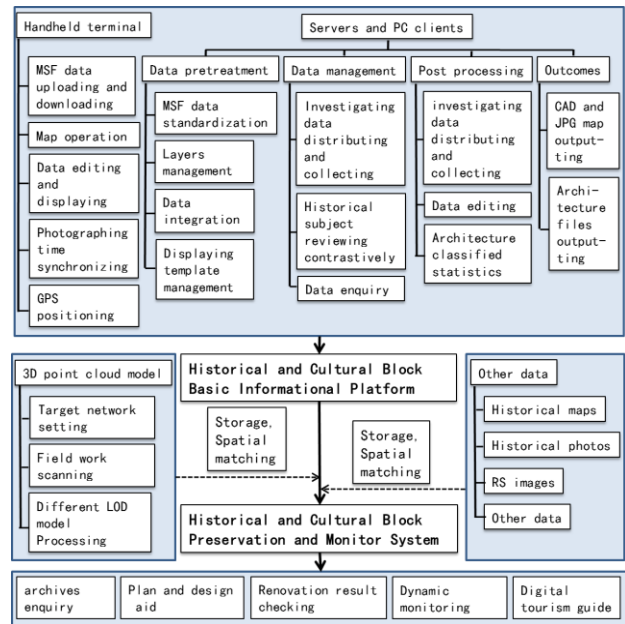 Handheld terminal
MSF data
uploading and
downloading
Map operation
Data editing
and
displaying
Photographing
time
synchronizing
GPS
positioning
Servers and PC clients
Data pretreatment
MSF data
standardization
Layers
management
Data
integration
Displaying
template
management
Data management
Investigating
data
distributing
and
collecting
Historical
subject
reviewing
contrastively
Data enquiry
Post processing
investigating
data
distributing
and
collecting
Data editing
Architecture
classified
statistics
Outcomes
CAD and
JPG map
output-
ting
Archi-
tecture
files
output-
ting
3D point cloud model
Target network
setting
Field work
scanning
Different LOD
model
Processing
Historical and Cultural Block
Basic Informational Platform
Storage,
Spatial
matching
Storage,
Spatial
matching
Historical and Cultural Block
Preservation and Monitor System
Other data
Historical maps
Historical photos
RS images
Other data
archives
enquiry
Plan and design
aid
Renovation result
checking
Dynamic
monitoring
Digital
tourism guide